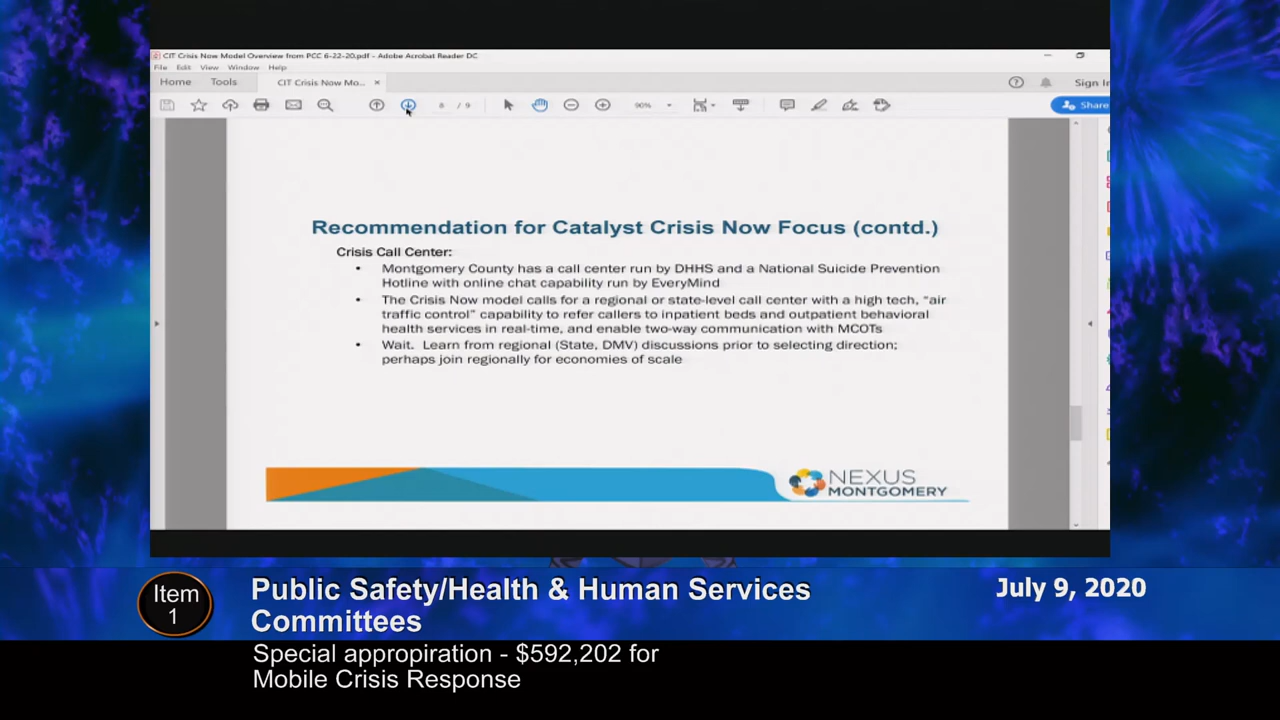 CIT Crisis Now Model Overview from PCC 6-22-20.pdf - Adobe Acrobat Reader DC
File Edit View Window Help
Home Tools CIT Crisis Now Mo... × Sign In
8 / 9 90% Share
Recommendation for Catalyst Crisis Now Focus (contd.)
Crisis Call Center:
• Montgomery County has a call center run by DHHS and a National Suicide Prevention
Hotline with online chat capability run by EveryMind
• The Crisis Now model calls for a regional or state-level call center with a high tech, “air
traffic control” capability to refer callers to inpatient beds and outpatient behavioral
health services in real-time, and enable two-way communication with MCOTs
• Wait. Learn from regional (State, DMV) discussions prior to selecting direction;
perhaps join regionally for economies of scale
NEXUS
MONTGOMERY
Item
1
Public Safety/Health & Human Services
Committees
July 9, 2020
Special appropiration - $592,202 for
Mobile Crisis Response